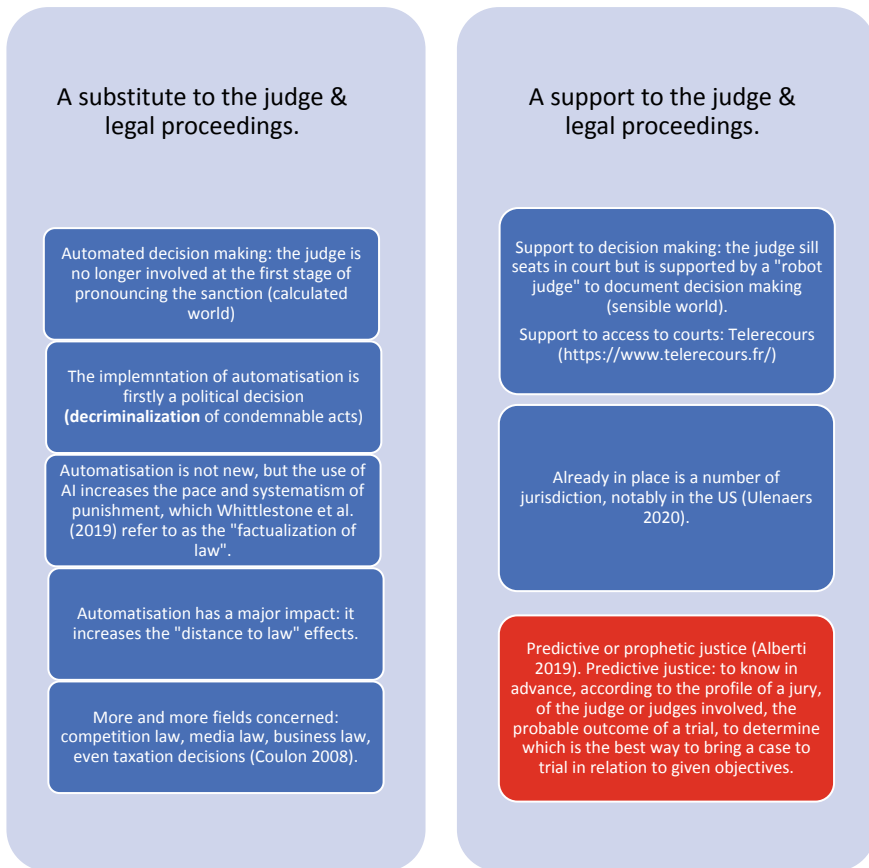 A substitute to the judge &
legal proceedings.
Automated decision making: the judge is
no longer involved at the first stage of
pronouncing the sanction (calculated
world)
The implemntation of automatisation is
firstly a political decision
(decriminalization of condemnable acts)
Automatisation is not new, but the use of
AI increases the pace and systematism of
punishment, which Whittlestone et al.
(2019) refer to as the "factualization of
law".
Automatisation has a major impact: it
increases the "distance to law" effects.
More and more fields concerned:
competition law, media law, business law,
even taxation decisions (Coulon 2008).
A support to the judge &
legal proceedings.
Support to decision making: the judge sill
seats in court but is supported by a "robot
judge" to document decision making
(sensible world).
Support to access to courts: Telerecours
(https://www.telerecours.fr/)
Already in place is a number of
jurisdiction, notably in the US (Ulenaers
2020).
Predictive or prophetic justice (Alberti
2019). Predictive justice: to know in
advance, according to the profile of a jury,
of the judge or judges involved, the
probable outcome of a trial, to determine
which is the best way to bring a case to
trial in relation to given objectives.